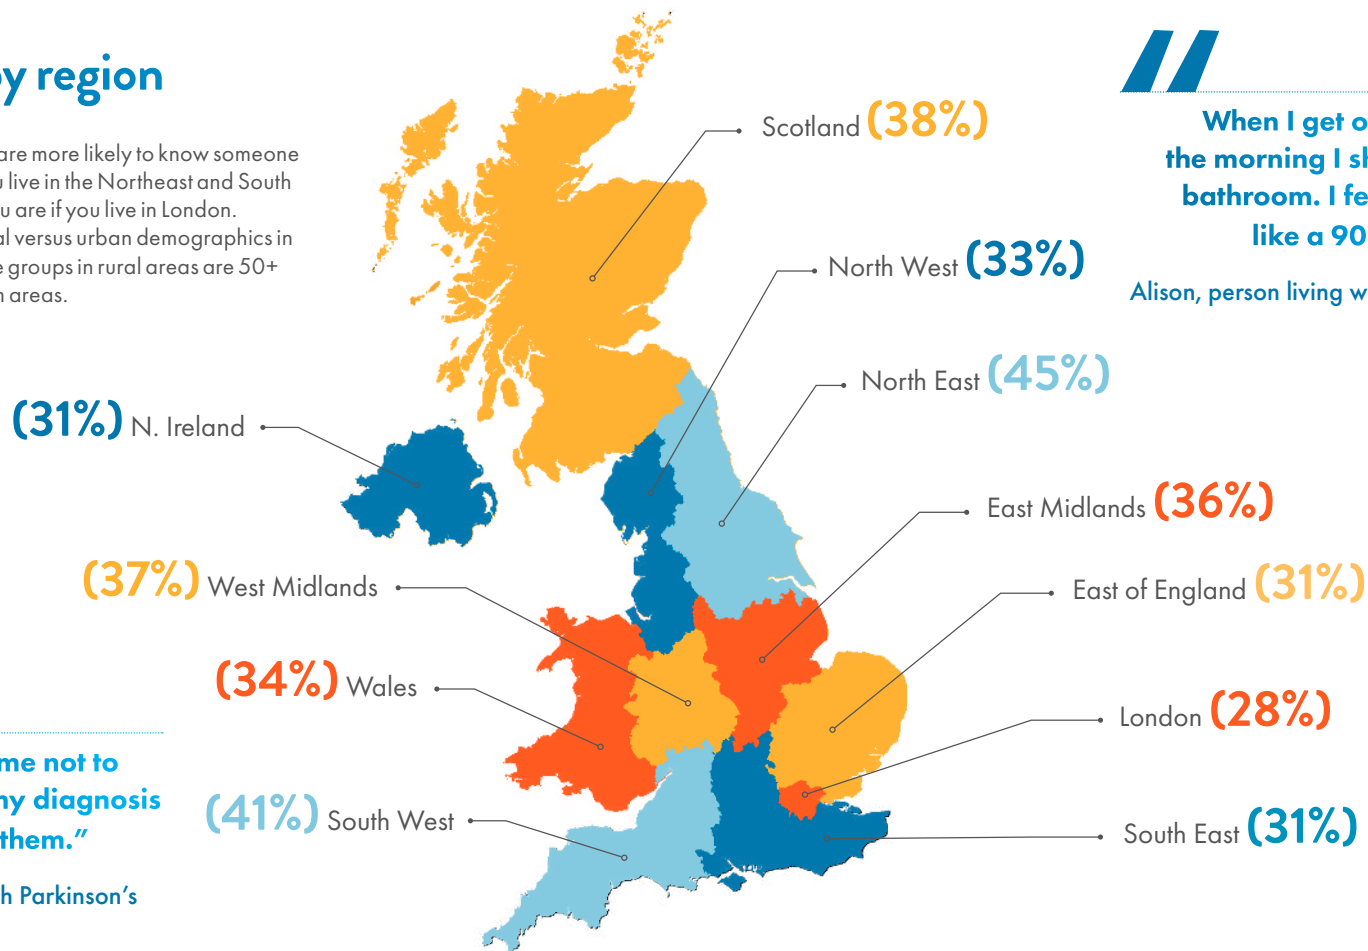 y region
are more likely to know someone
live in the Northeast and South
u are if you live in London.
versus urban demographics in
groups in rural areas are 50+
areas.
When I get
the morning I
bathroom. I
like a 90
Alison, person living
Scotland (38%)
North West (33%)
North East (45%)
(31%) N. Ireland
East Midlands (36%)
(37%) West Midlands
East of England (31%)
(34%) Wales
London (28%)
(41%) South West
South East (31%)
me not to
diagnosis
them.”
Parkinson’s